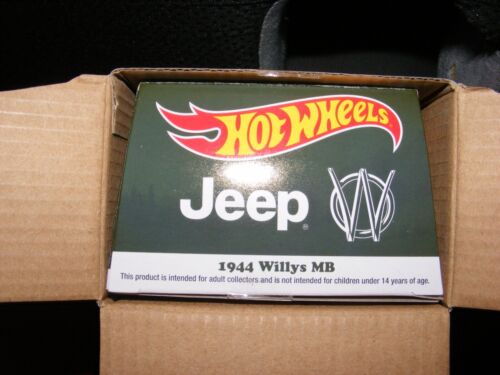 Hot Wheels
Jeep W
1944 Willys MB
This product is intended for adult collectors and is not intended for children under 14 years of age.